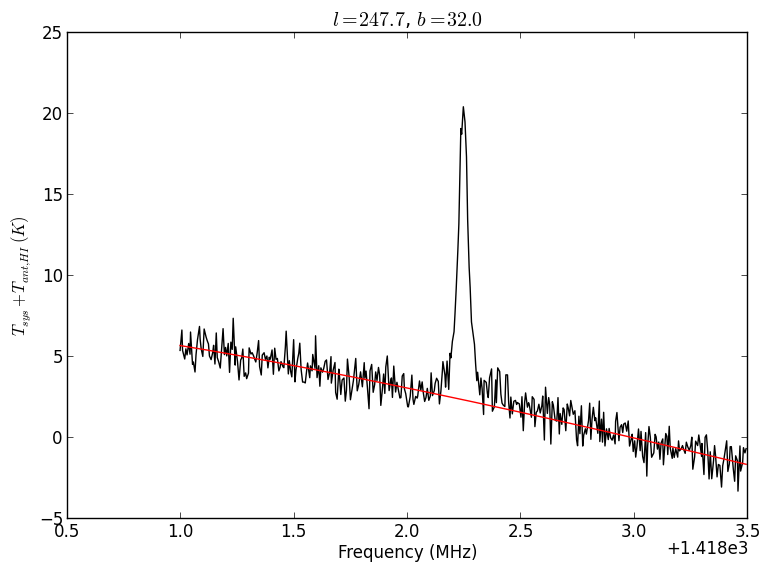 l = 247.7, b = 32.0
25
20
15
10
5
0
−5
T_sys + T_ant,HI (K)
0.5 1.0 1.5 2.0 2.5 3.0 3.5
Frequency (MHz)
+1.418e3